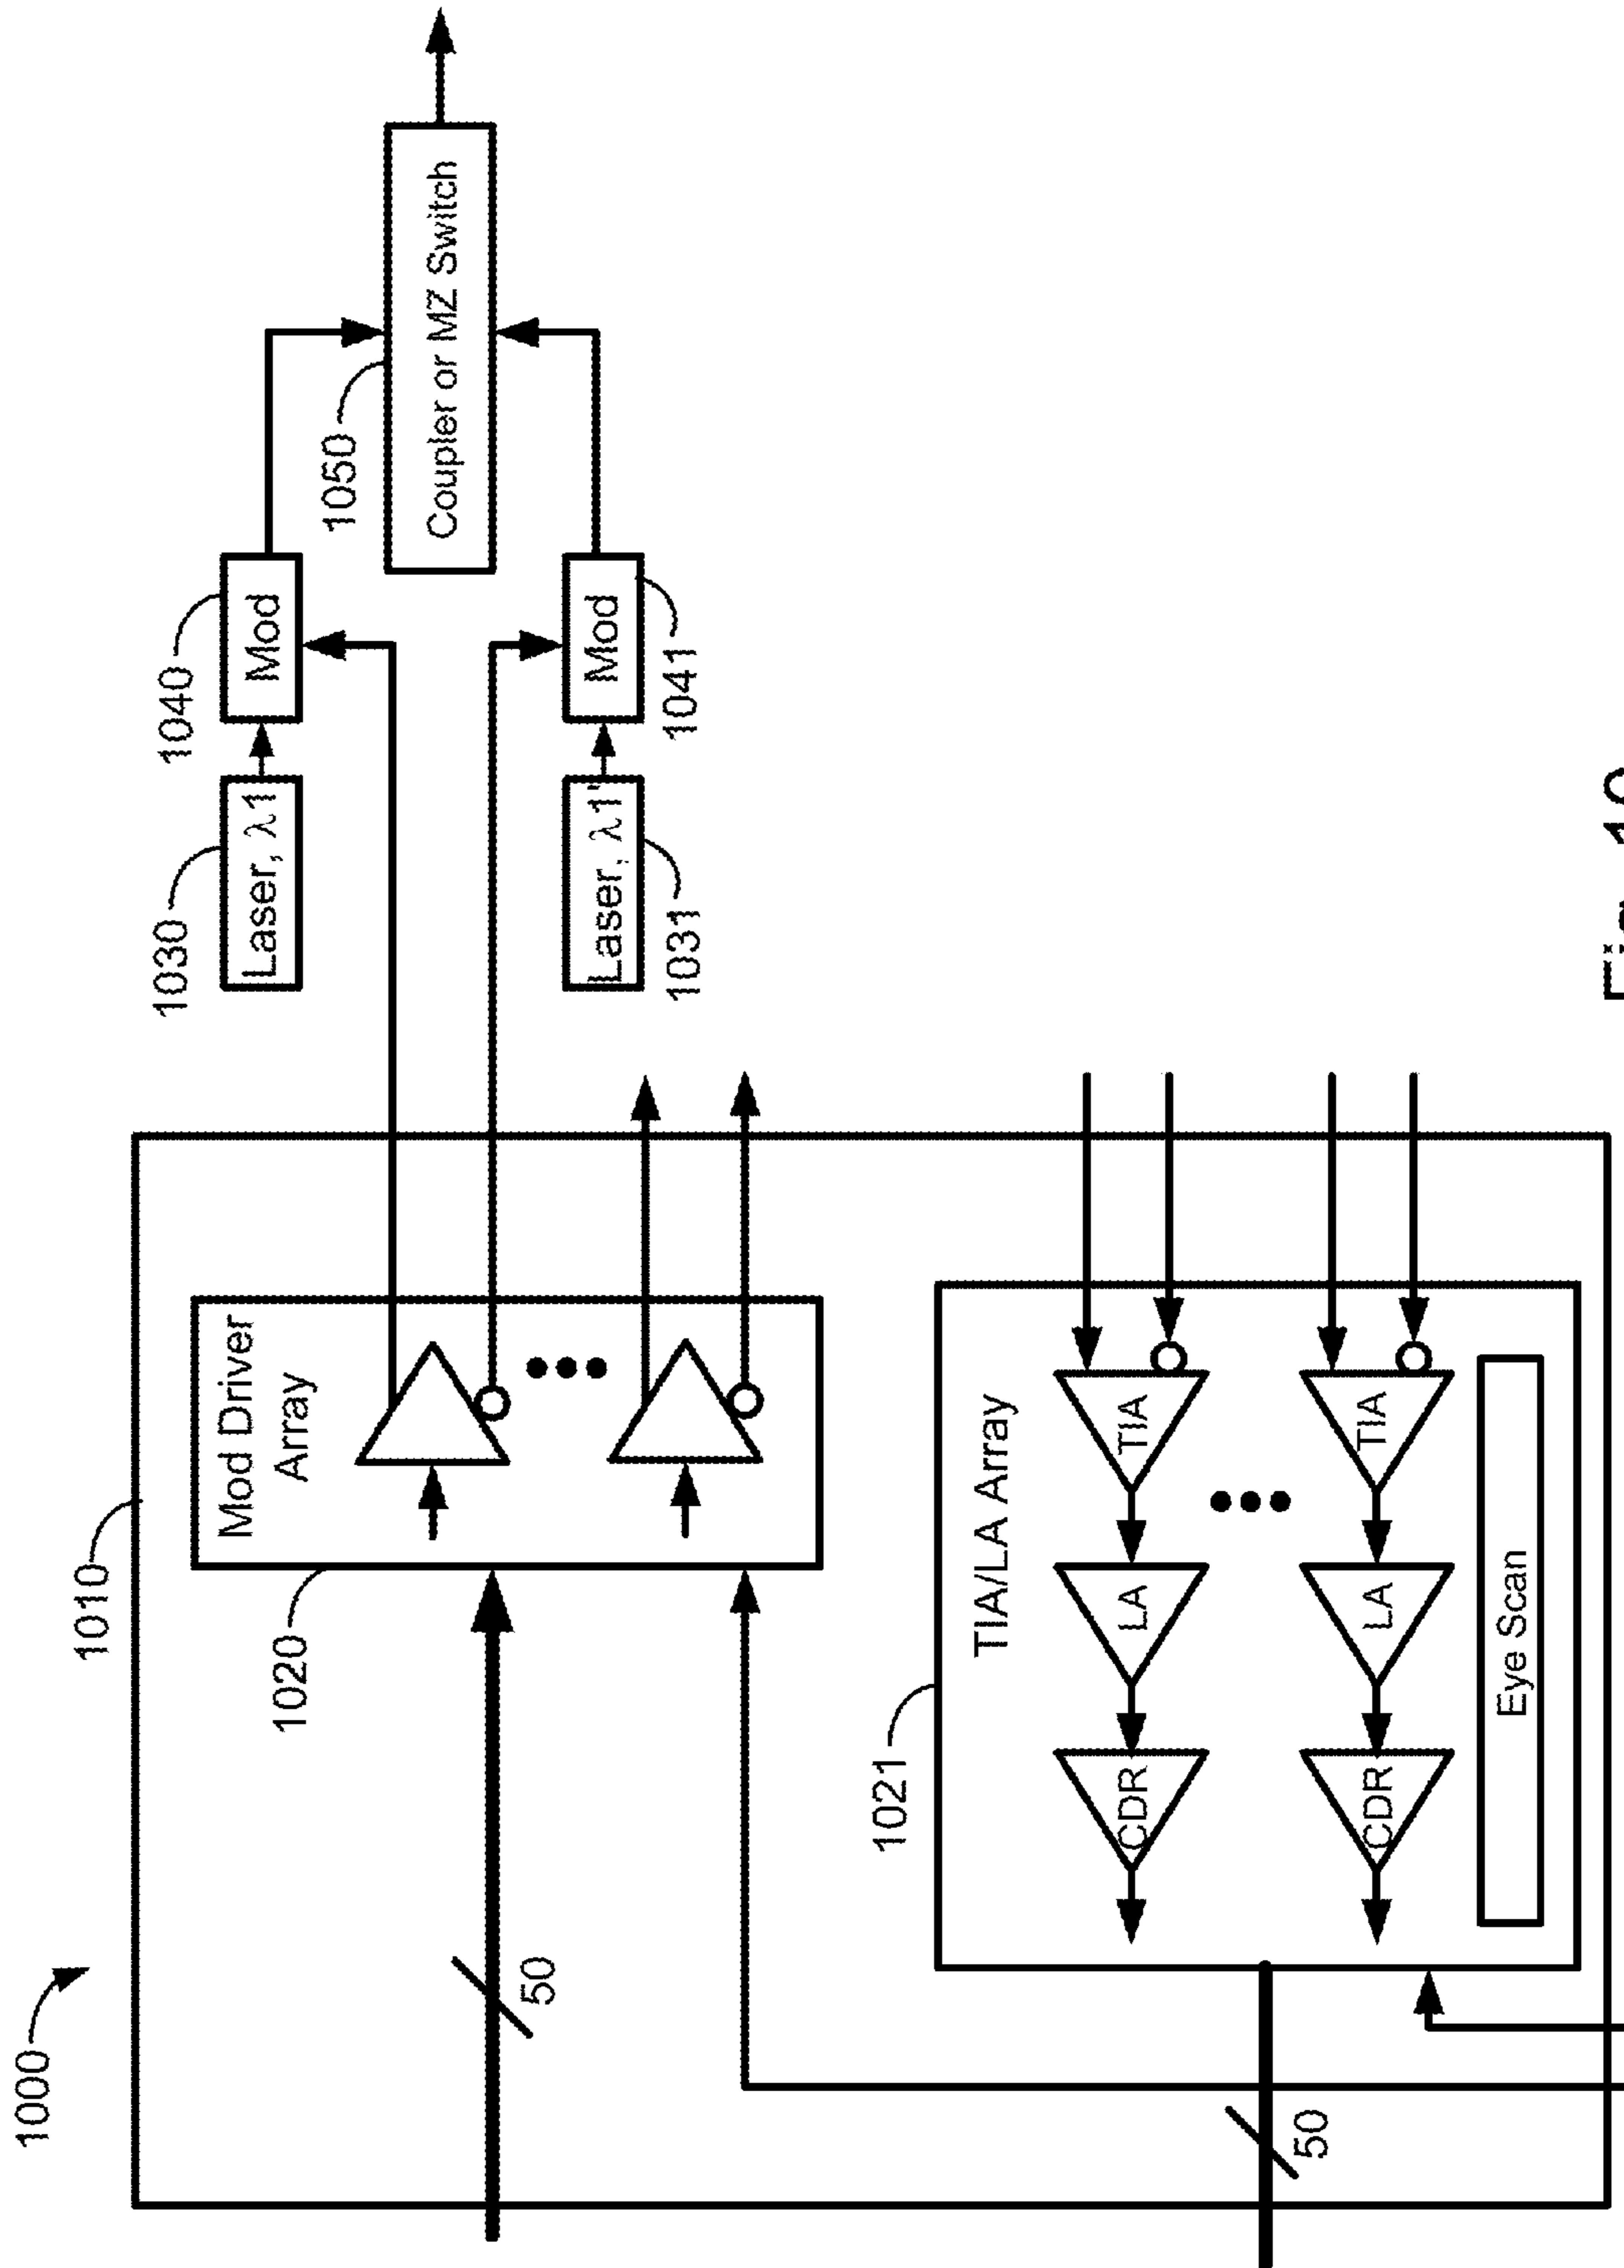 1000
1010
1020
Mod Driver
Array
50
1030
Laser, λ1
1040
Mod
1050
Coupler or MZ Switch
Laser, λ1'
1031
Mod
1041
1021
TIA/LA Array
CDR
LA
TIA
CDR
LA
TIA
Eye Scan
50